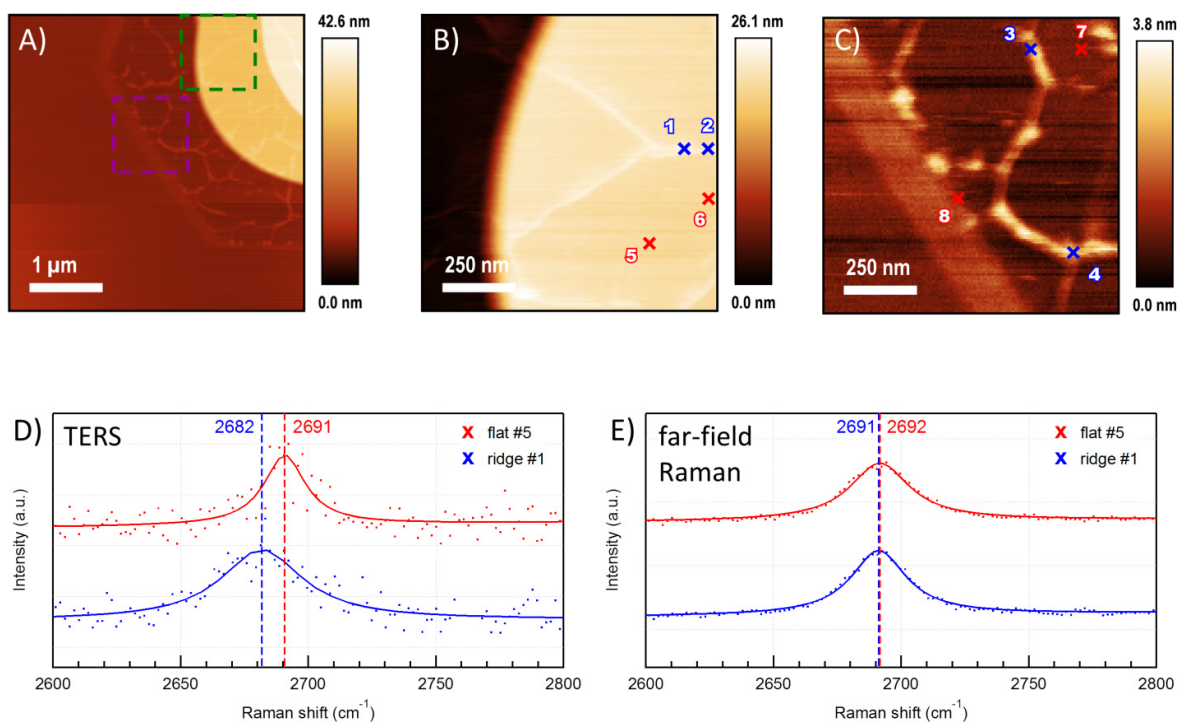 A)
42.6 nm
1 µm
0.0 nm
B)
26.1 nm
1
2
6
5
250 nm
0.0 nm
C)
3.8 nm
3
7
8
4
250 nm
0.0 nm
D)
TERS
2682
2691
flat #5
ridge #1
Intensity (a.u.)
2600
2650
2700
2750
2800
Raman shift (cm⁻¹)
E)
far-field
Raman
2691
2692
flat #5
ridge #1
Intensity (a.u.)
2600
2650
2700
2750
2800
Raman shift (cm⁻¹)